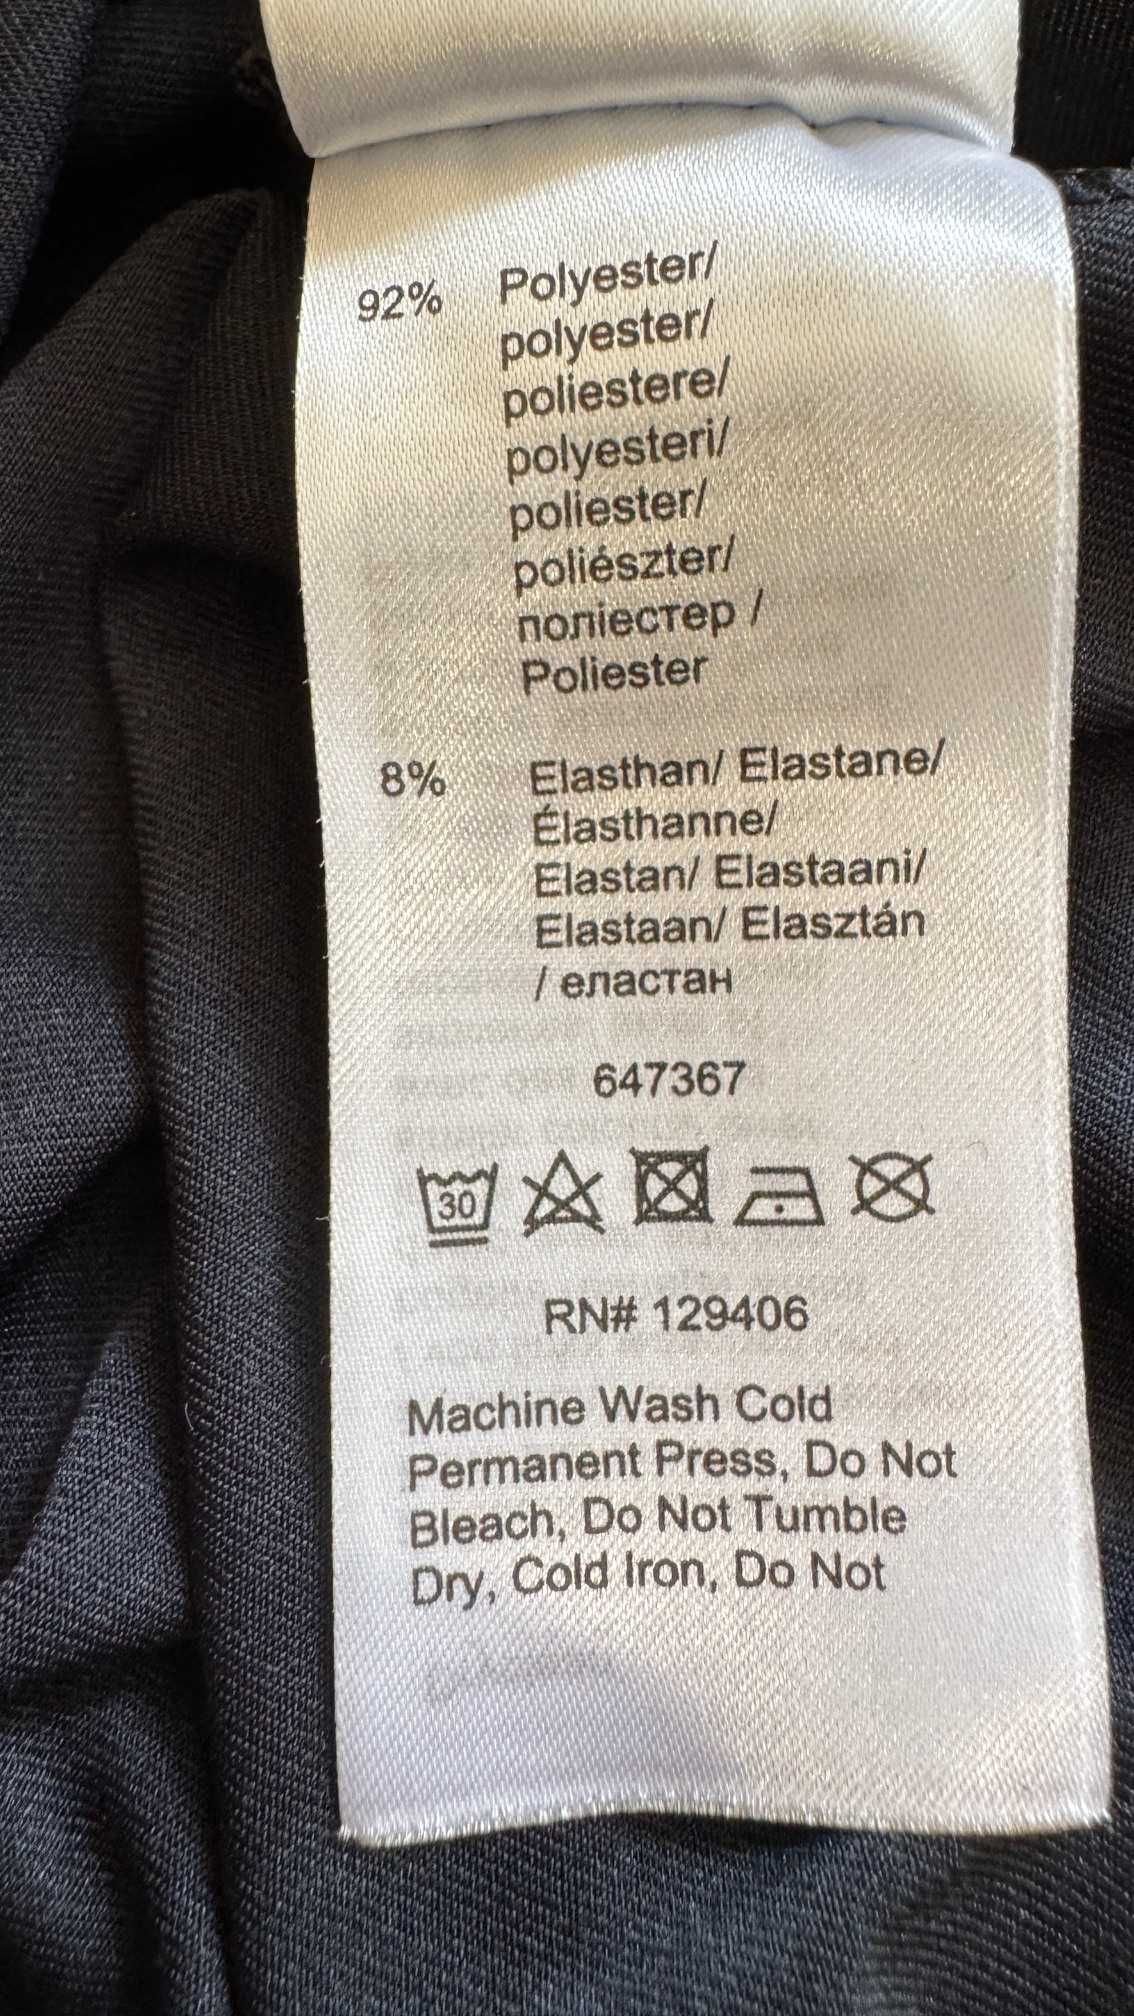 92% Polyester/
polyester/
poliestere/
polyesteri/
poliester/
poliészter/
поліестер /
Poliester
8% Elasthan/ Elastane/
Élasthanne/
Elastan/ Elastaani/
Elastaan/ Elasztán
/ еластан
647367
30
RN# 129406
Machine Wash Cold
Permanent Press, Do Not
Bleach, Do Not Tumble
Dry, Cold Iron, Do Not